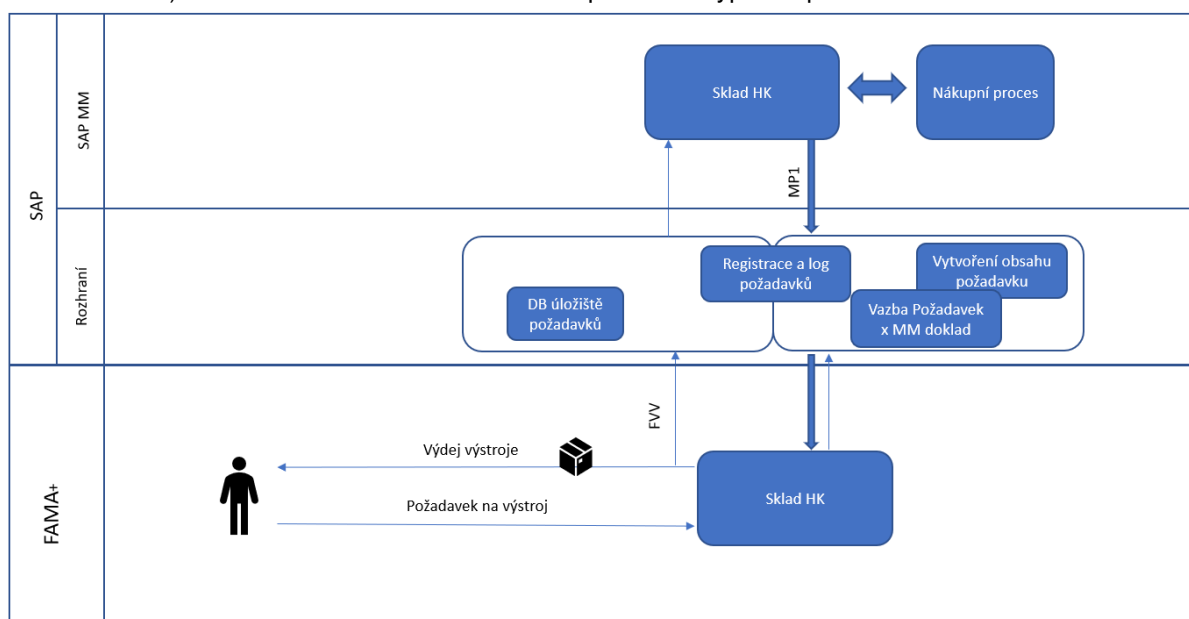 SAP
SAP MM
Sklad HK
Nákupní proces
MP1
Rozhraní
Registrace a log
požadavků
Vytvoření obsahu
požadavku
DB úložiště
požadavků
Vazba Požadavek
x MM doklad
FAMA+
FVV
Výdej výstroje
Požadavek na výstroj
Sklad HK